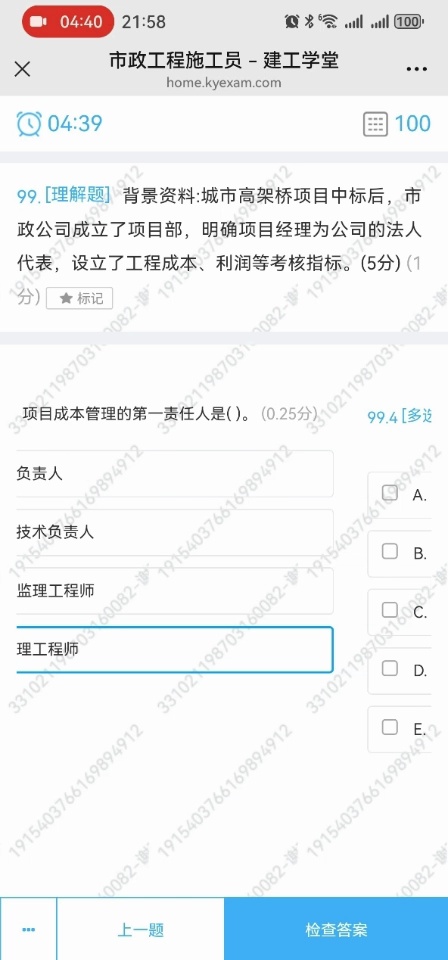 04:40 21:58 6 100
市政工程施工员 – 建工学堂
home.kyexam.com
04:39 100
99. [理解题] 背景资料:城市高架桥项目中标后，市
政公司成立了项目部，明确项目经理为公司的法人
代表，设立了工程成本、利润等考核指标。(5分) (1
分) ★ 标记
项目成本管理的第一责任人是( )。 (0.25分)
99.4 [多选
负责人
A.
技术负责人
B.
监理工程师
C.
理工程师
D.
E.
1915403766169894912
... 上一题 检查答案